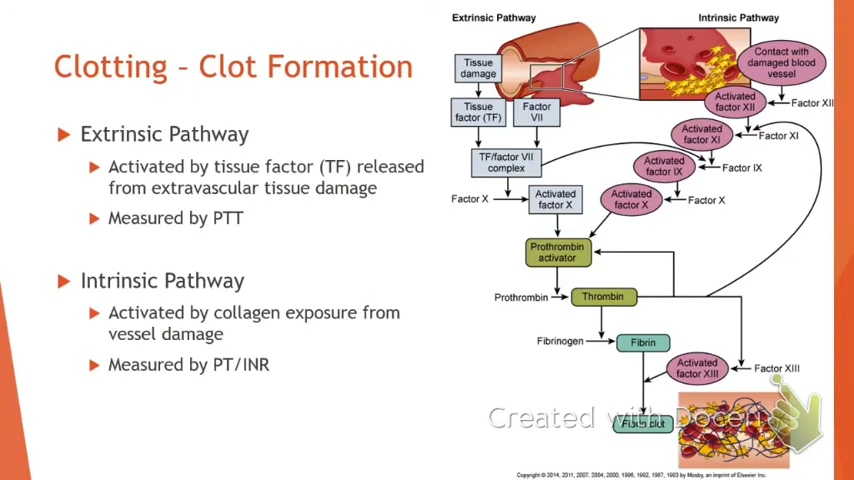 Clotting – Clot Formation
Extrinsic Pathway
Activated by tissue factor (TF) released
from extravascular tissue damage
Measured by PTT
Intrinsic Pathway
Activated by collagen exposure from
vessel damage
Measured by PT/INR
Extrinsic Pathway
Intrinsic Pathway
Tissue
damage
Contact with
damaged blood
vessel
Tissue
factor (TF)
Factor
VII
Activated
factor XII
Factor XII
Activated
factor XI
Factor XI
TF/factor VII
complex
Activated
factor IX
Factor IX
Factor X
Activated
factor X
Activated
factor X
Factor X
Prothrombin
activator
Prothrombin
Thrombin
Fibrinogen
Fibrin
Activated
factor XIII
Factor XIII
Created with Doceri
Fibrin clot
Copyright © 2014, 2011, 2007, 2004, 2000, 1996, 1992, 1987, 1983 by Mosby, an imprint of Elsevier Inc.